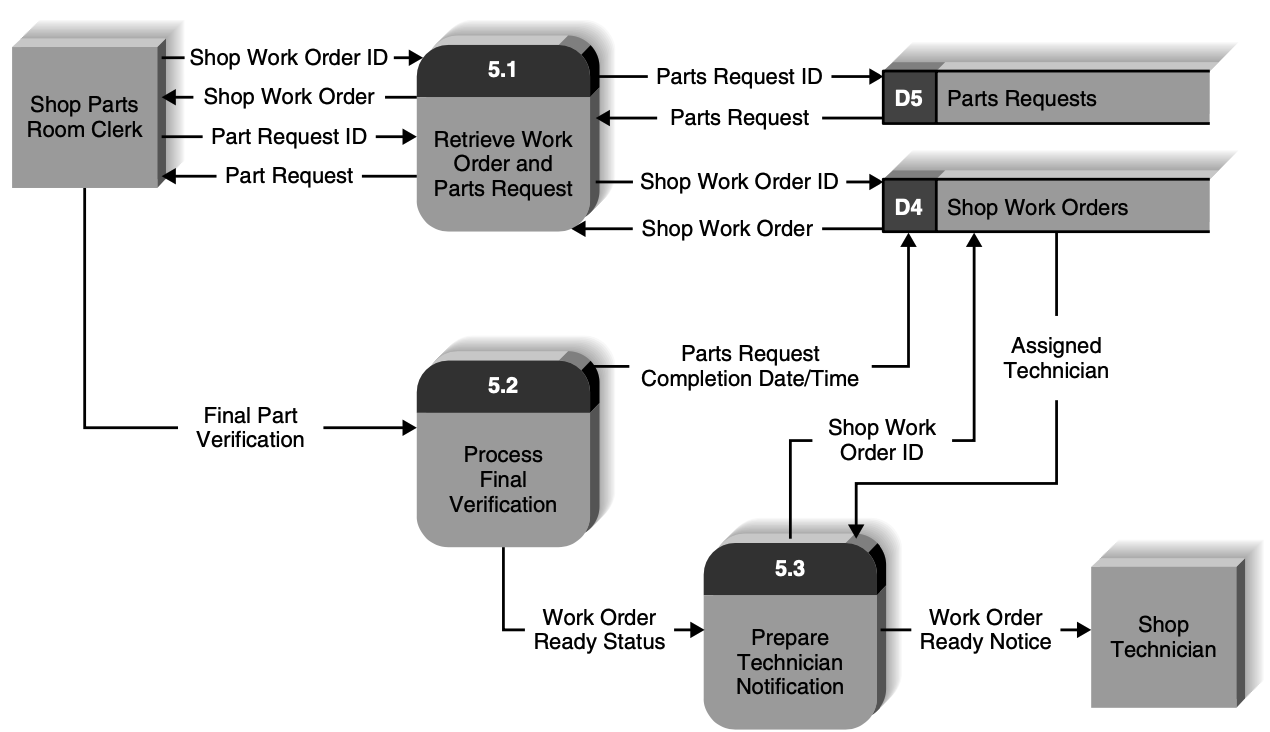 Shop Parts
Room Clerk
Shop Work Order ID
Shop Work Order
Part Request ID
Part Request
5.1
Retrieve Work
Order and
Parts Request
Parts Request ID
Parts Request
Shop Work Order ID
Shop Work Order
D5
Parts Requests
D4
Shop Work Orders
Final Part
Verification
5.2
Process
Final
Verification
Parts Request
Completion Date/Time
Assigned
Technician
Shop Work
Order ID
Work Order
Ready Status
5.3
Prepare
Technician
Notification
Work Order
Ready Notice
Shop
Technician